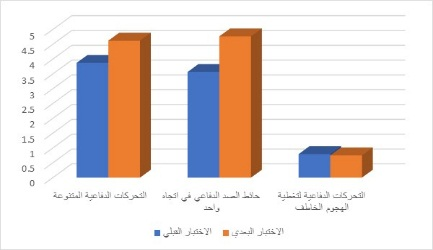 5
4.5
4
3.5
3
2.5
2
1.5
1
0.5
0
التحركات الدفاعية المتنوعة
حائط الصد الدفاعي في اتجاه
واحد
التحركات الدفاعية لتغطية
الهجوم الخاطف
الاختبار القبلي
الاختبار البعدي